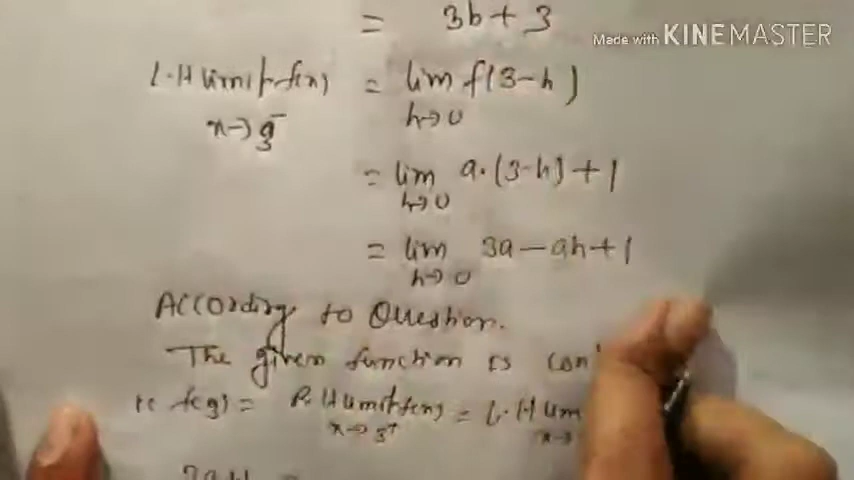 = 3b + 3
Made with KINEMASTER
L.H limit f(x) = lim f(3-h)
x→3⁻ h→0
= lim a.(3-h) + 1
h→0
= lim 3a - ah + 1
h→0
According to Question.
The given function is con
= R.H limit f(x) = L.H lim
x→3⁺ x→3